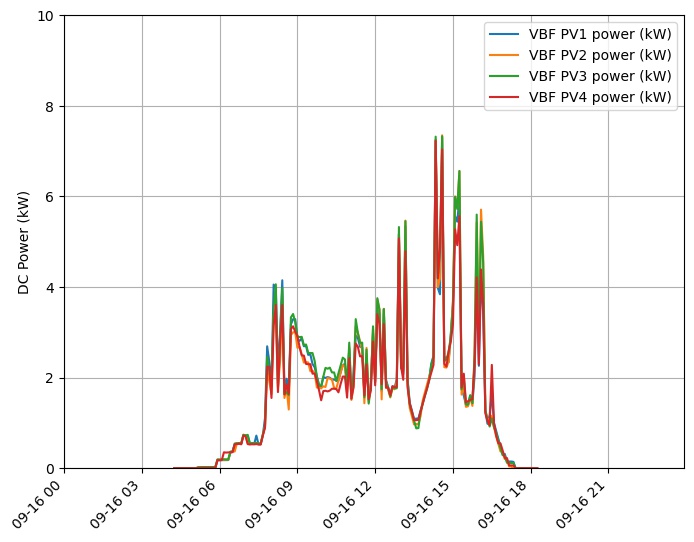 10
8
6
4
2
0
DC Power (kW)
VBF PV1 power (kW)
VBF PV2 power (kW)
VBF PV3 power (kW)
VBF PV4 power (kW)
09-16 00
09-16 03
09-16 06
09-16 09
09-16 12
09-16 15
09-16 18
09-16 21